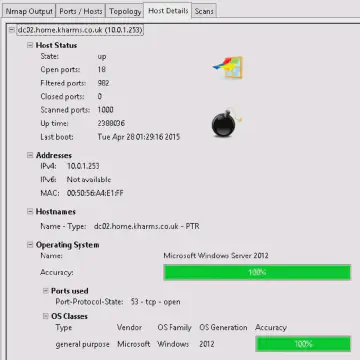 Nmap Output Ports / Hosts Topology Host Details Scans
dc02.home.kharms.co.uk (10.0.1.253)
Host Status
State: up
Open ports: 18
Filtered ports: 982
Closed ports: 0
Scanned ports: 1000
Up time: 2388036
Last boot: Tue Apr 28 01:29:16 2015
Addresses
IPv4: 10.0.1.253
IPv6: Not available
MAC: 00:50:56:A4:E1:FF
Hostnames
Name - Type: dc02.home.kharms.co.uk - PTR
Operating System
Name: Microsoft Windows Server 2012
Accuracy: 100%
Ports used
Port-Protocol-State: 53 - tcp - open
OS Classes
Type Vendor OS Family OS Generation Accuracy
general purpose Microsoft Windows 2012 100%